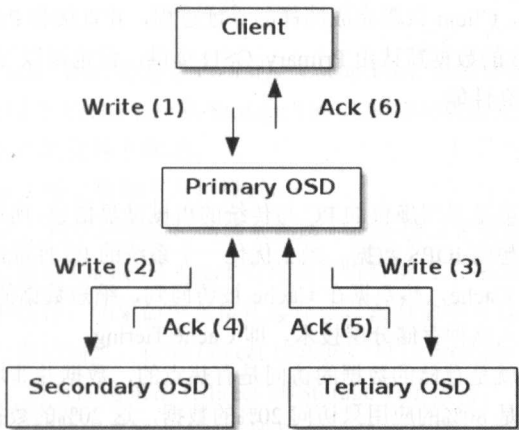 Client
Write (1)
Ack (6)
Primary OSD
Write (2)
Write (3)
Ack (4)
Ack (5)
Secondary OSD
Tertiary OSD